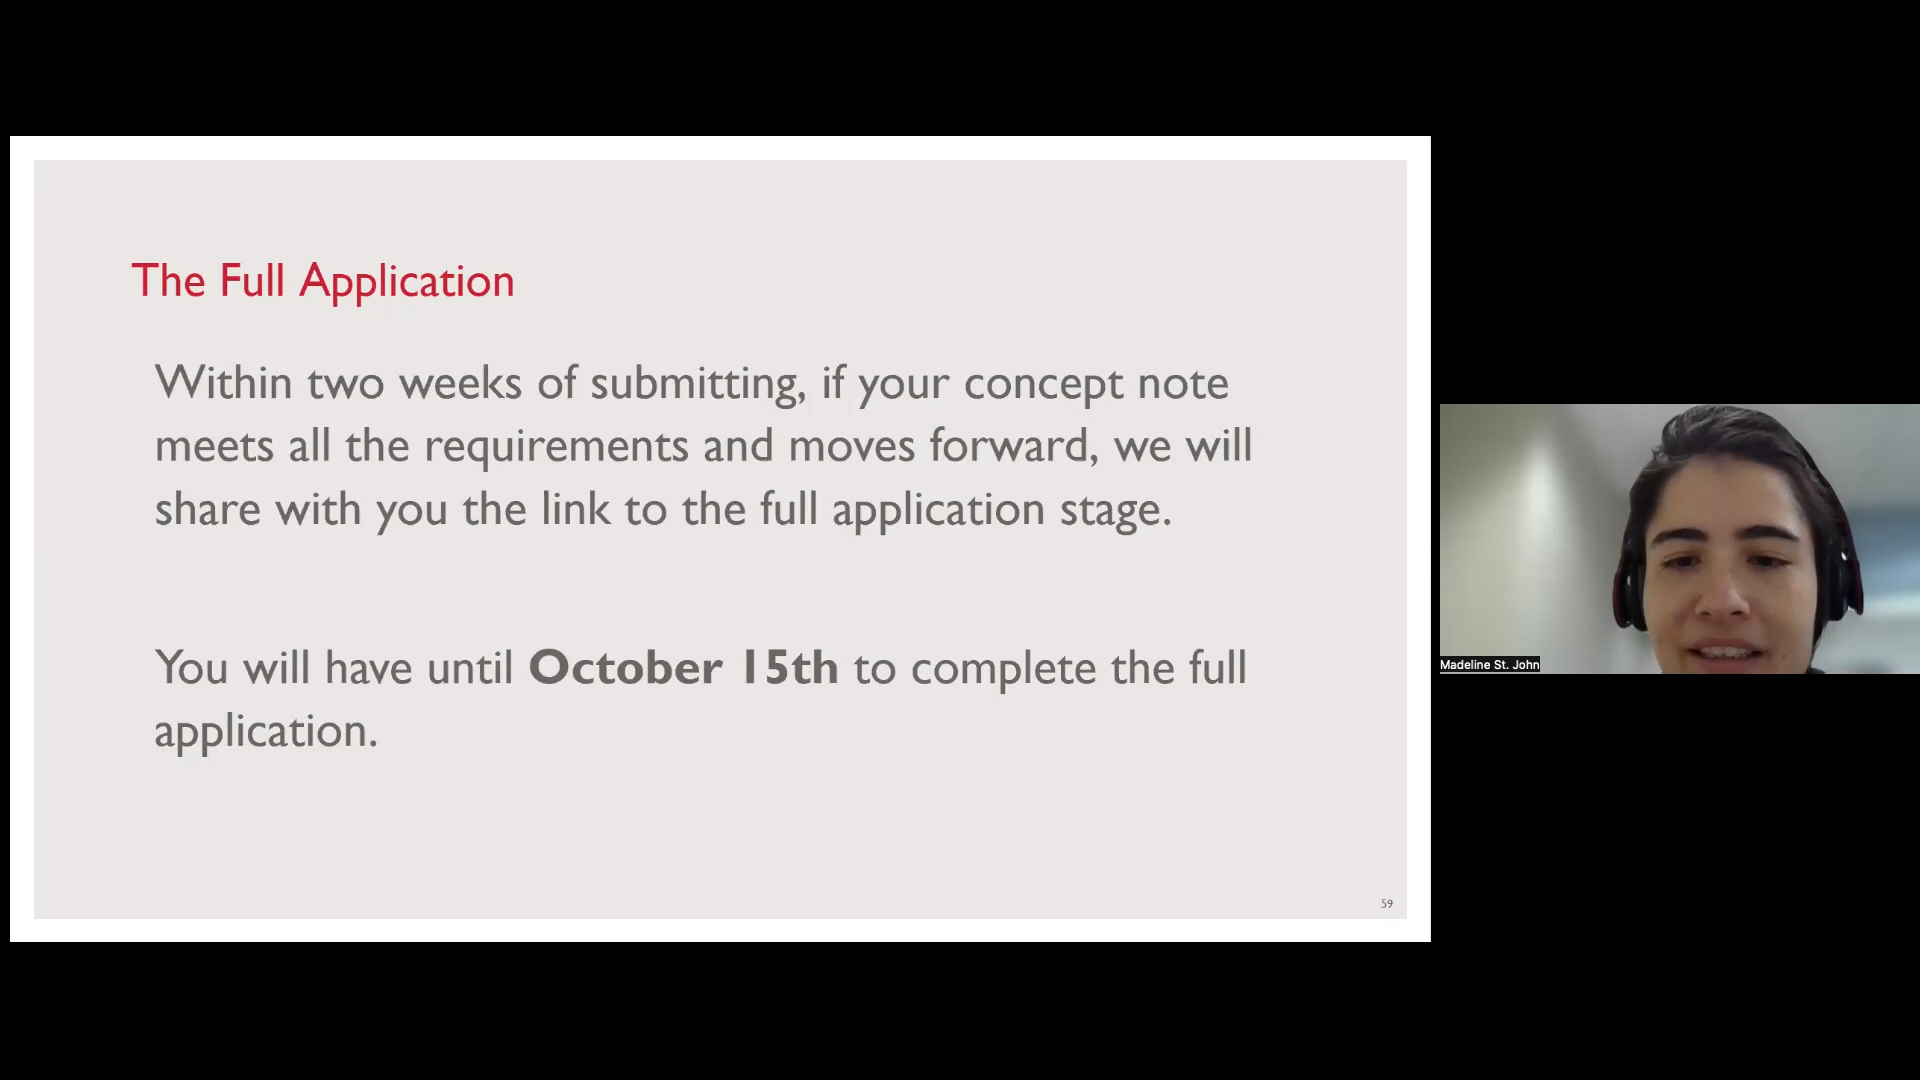 The Full Application
Within two weeks of submitting, if your concept note
meets all the requirements and moves forward, we will
share with you the link to the full application stage.
You will have until October 15th to complete the full
application.
59
Madeline St. John